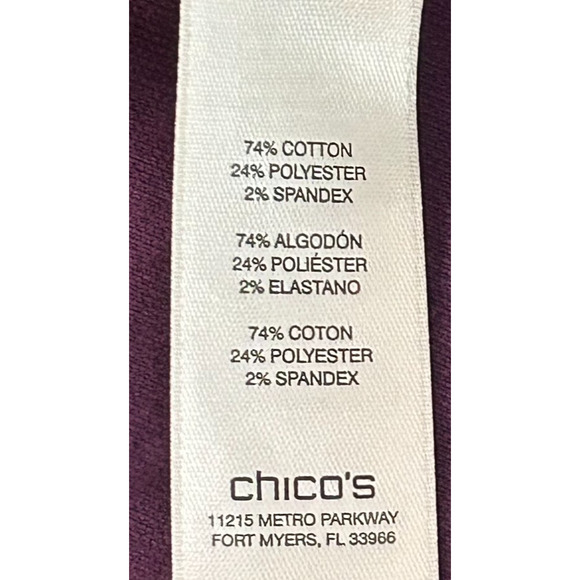 74% COTTON
24% POLYESTER
2% SPANDEX
74% ALGODÓN
24% POLIÉSTER
2% ELASTANO
74% COTON
24% POLYESTER
2% SPANDEX
chico's
11215 METRO PARKWAY
FORT MYERS, FL 33966